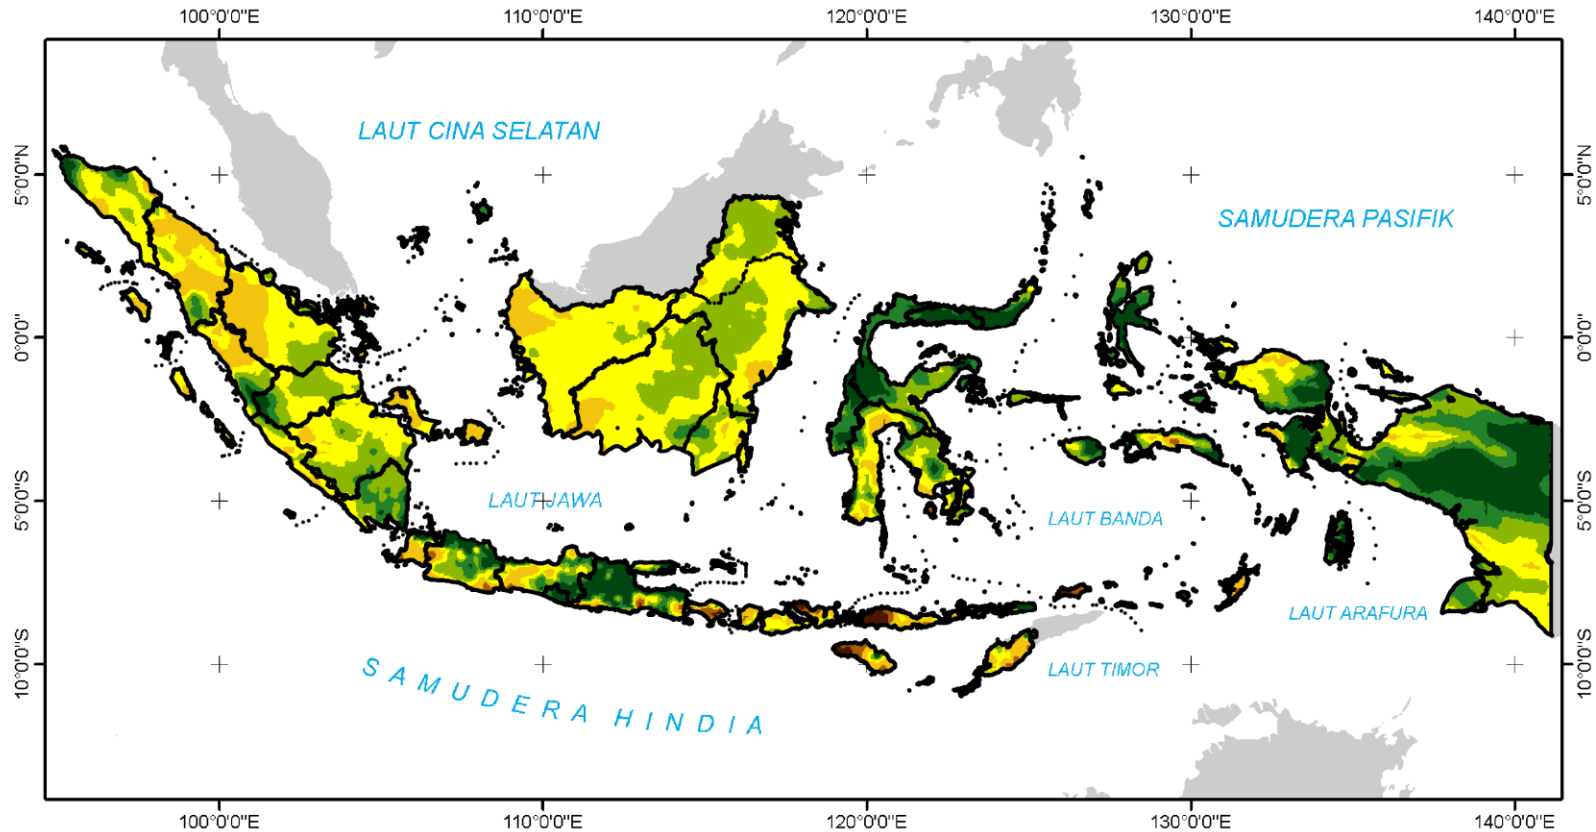 100°0'0"E 110°0'0"E 120°0'0"E 130°0'0"E 140°0'0"E
LAUT CINA SELATAN
5°0'0"N 5°0'0"N
SAMUDERA PASIFIK
0°0'0" 0°0'0"
LAUT JAWA
5°0'0"S 5°0'0"S
LAUT BANDA
LAUT ARAFURA
10°0'0"S 10°0'0"S
LAUT TIMOR
SAMUDERA HINDIA
100°0'0"E 110°0'0"E 120°0'0"E 130°0'0"E 140°0'0"E